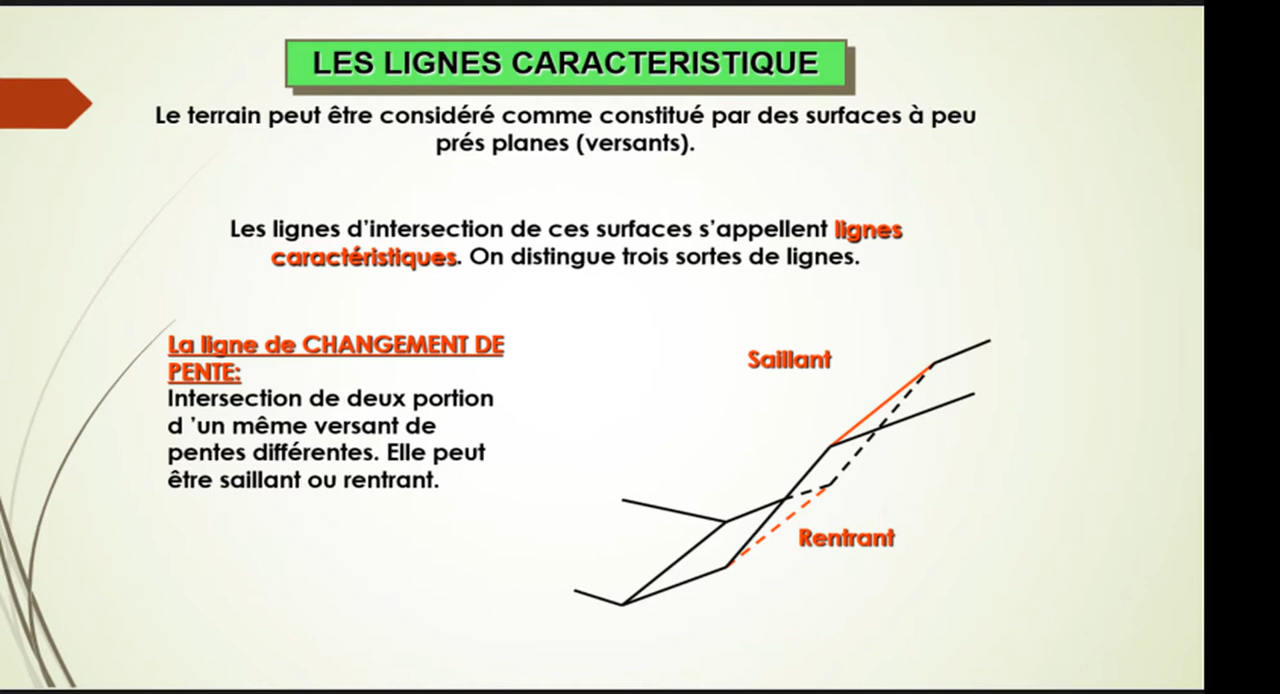 LES LIGNES CARACTERISTIQUE
Le terrain peut être considéré comme constitué par des surfaces à peu
prés planes (versants).
Les lignes d'intersection de ces surfaces s'appellent lignes
caractéristiques. On distingue trois sortes de lignes.
La ligne de CHANGEMENT DE
PENTE:
Intersection de deux portion
d 'un même versant de
pentes différentes. Elle peut
être saillant ou rentrant.
Saillant
Rentrant